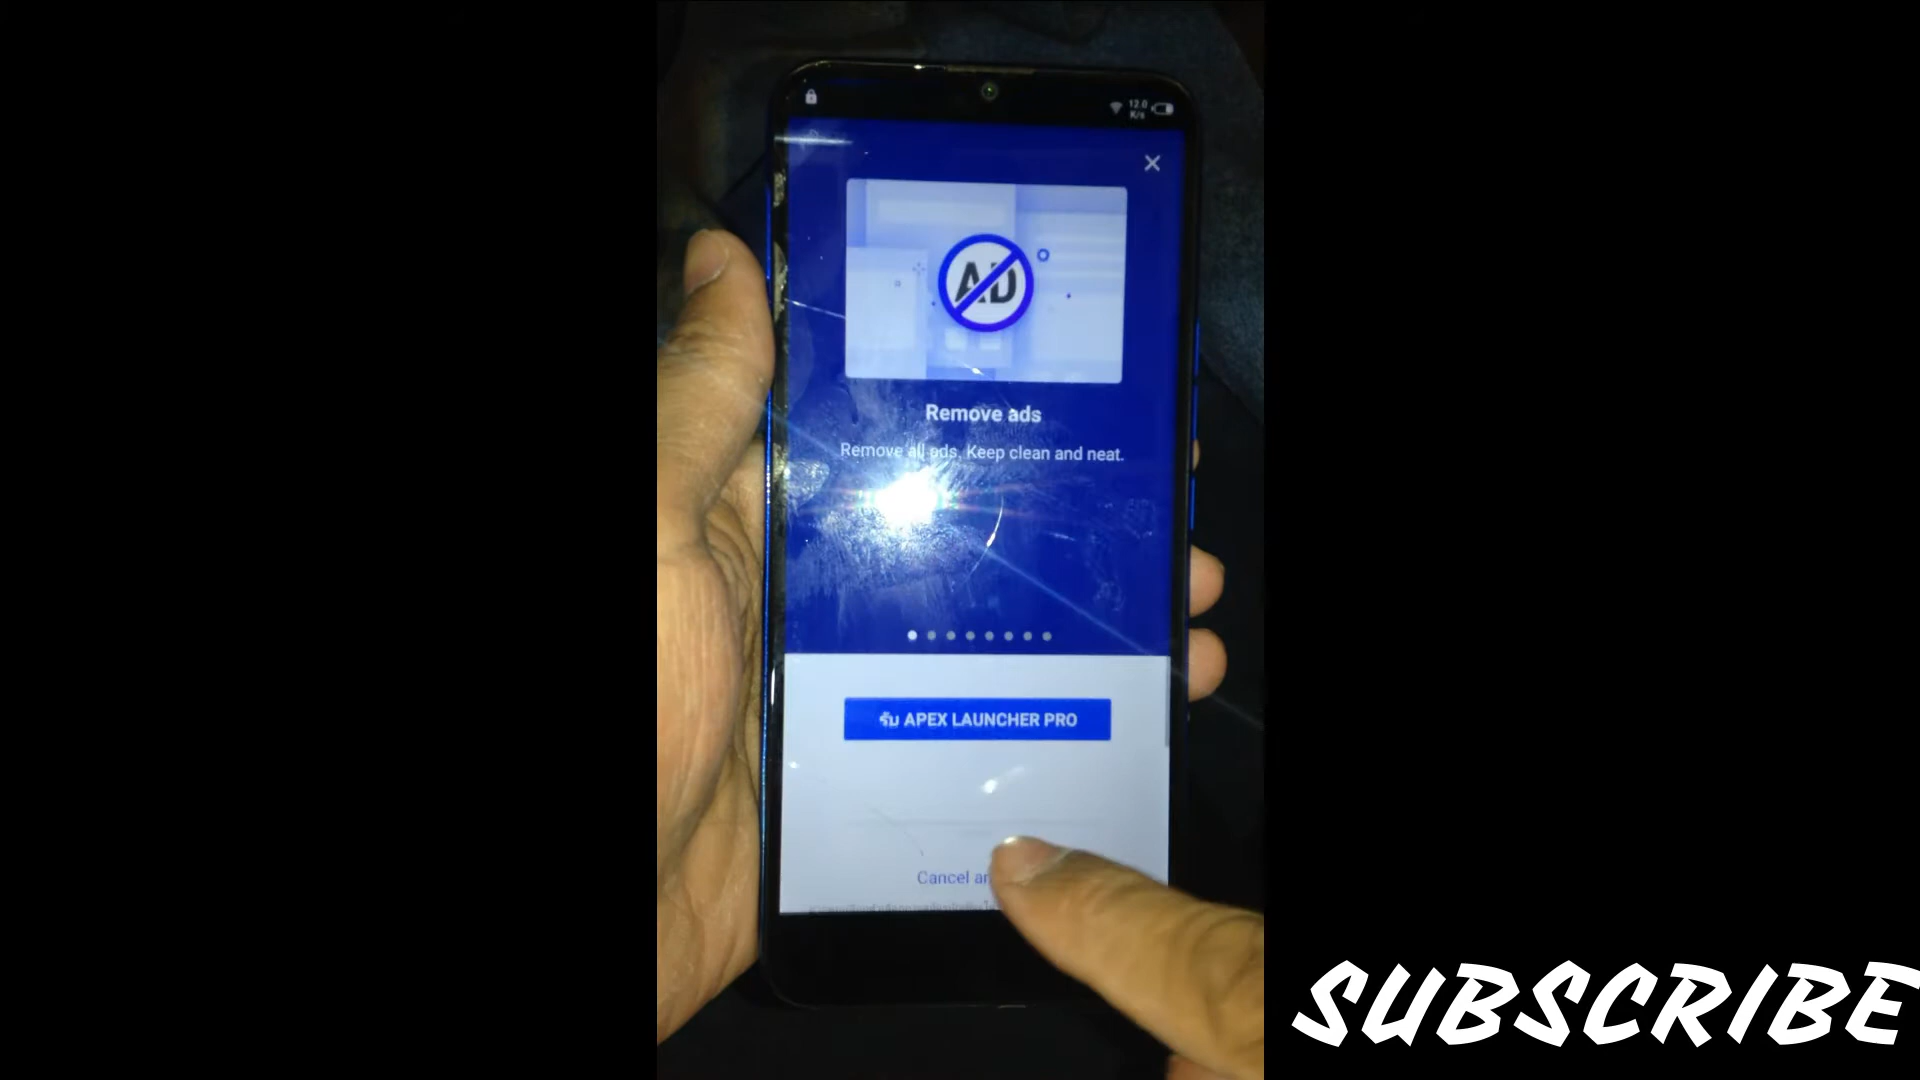 12.0
K/s
AD
Remove ads
Remove all ads. Keep clean and neat.
รับ APEX LAUNCHER PRO
Cancel an
SUBSCRIBE